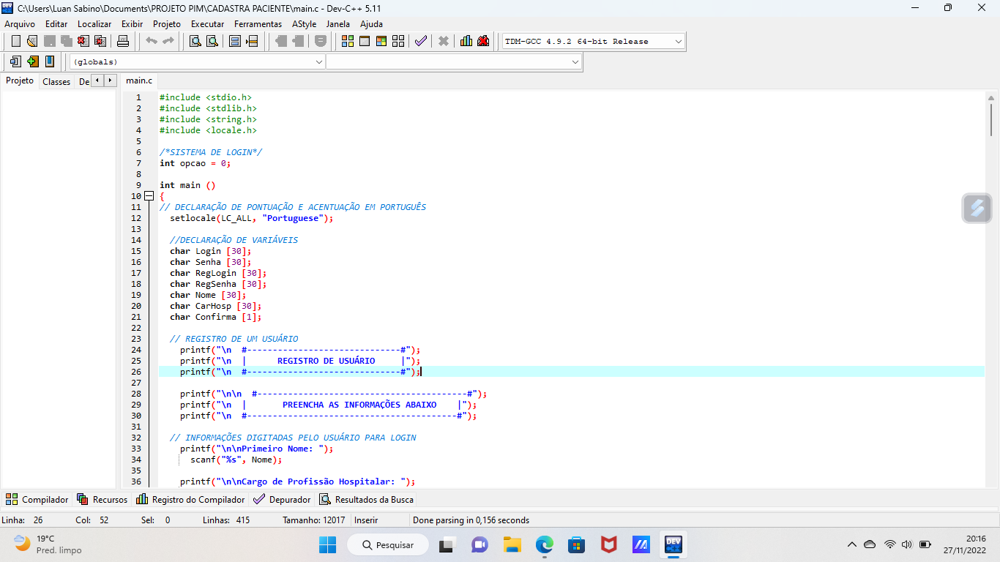 C:\Users\Luan Sabino\Documents\PROJETO PIM\CADASTRA PACIENTE\main.c - Dev-C++ 5.11
Arquivo Editar Localizar Exibir Projeto Executar Ferramentas AStyle Janela Ajuda
TDM-GCC 4.9.2 64-bit Release
(globals)
Projeto Classes De main.c
1 #include <stdio.h>
2 #include <stdlib.h>
3 #include <string.h>
4 #include <locale.h>
5
6 /*SISTEMA DE LOGIN*/
7 int opcao = 0;
8
9 int main ()
10 {
11 // DECLARAÇÃO DE PONTUAÇÃO E ACENTUAÇÃO EM PORTUGUÊS
12 setlocale(LC_ALL, "Portuguese");
13
14 //DECLARAÇÃO DE VARIÁVEIS
15 char Login [30];
16 char Senha [30];
17 char RegLogin [30];
18 char RegSenha [30];
19 char Nome [30];
20 char CarHosp [30];
21 char Confirma [1];
22
23 // REGISTRO DE UM USUÁRIO
24 printf("\n  #------------------------------#");
25 printf("\n  |      REGISTRO DE USUÁRIO     |");
26 printf("\n  #------------------------------#");
27
28 printf("\n\n  #-----------------------------------------#");
29 printf("\n  |       PREENCHA AS INFORMAÇÕES ABAIXO    |");
30 printf("\n  #-----------------------------------------#");
31
32 // INFORMAÇÕES DIGITADAS PELO USUÁRIO PARA LOGIN
33 printf("\n\nPrimeiro Nome: ");
34 scanf("%s", Nome);
35
36 printf("\n\nCargo de Profissão Hospitalar: ");
Compilador Recursos Registro do Compilador Depurador Resultados da Busca
Linha: 26 Col: 52 Sel: 0 Linhas: 415 Tamanho: 12017 Inserir Done parsing in 0,156 seconds
19°C
Pred. limpo
Pesquisar
DEV
20:16
27/11/2022